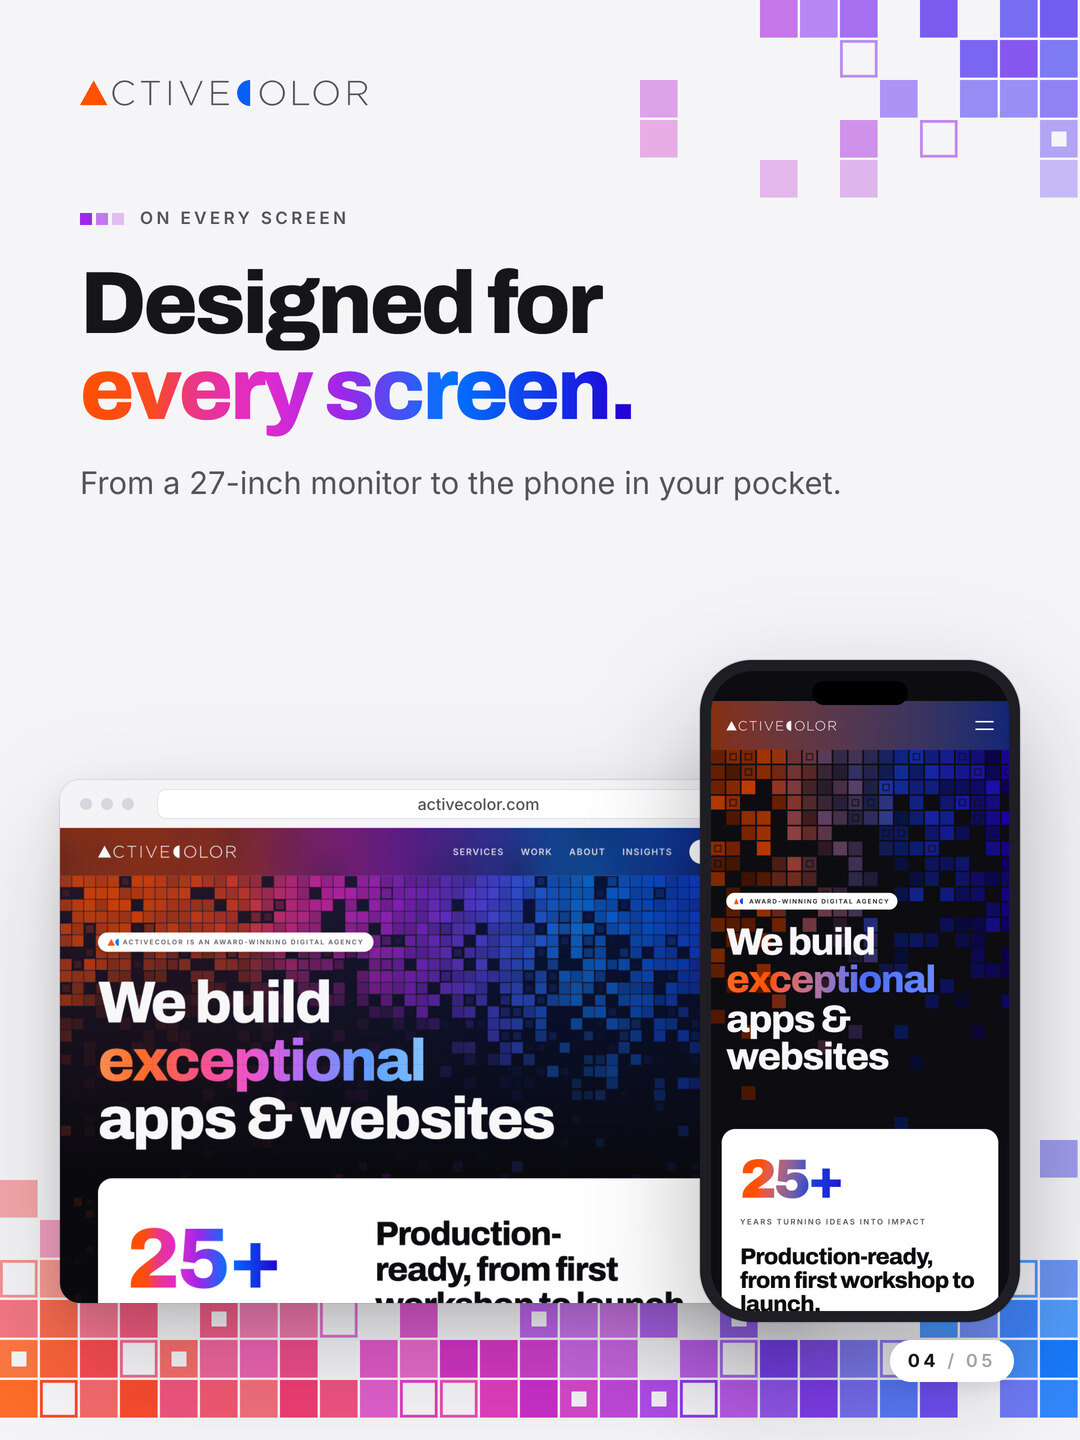 ACTIVECOLOR
ON EVERY SCREEN
Designed for
every screen.
From a 27-inch monitor to the phone in your pocket.
activecolor.com
ACTIVECOLOR
SERVICES WORK ABOUT INSIGHTS
ACTIVECOLOR IS AN AWARD-WINNING DIGITAL AGENCY
We build
exceptional
apps & websites
25+
Production-
ready, from first
workshop to launch
ACTIVECOLOR
AWARD-WINNING DIGITAL AGENCY
We build
exceptional
apps &
websites
25+
YEARS TURNING IDEAS INTO IMPACT
Production-ready,
from first workshop to
launch.
04 / 05